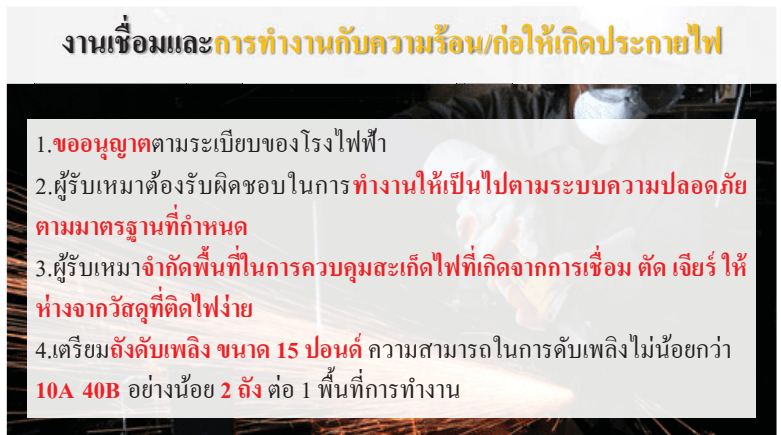 งานเชื่อมและการทำงานกับความร้อน/ก่อให้เกิดประกายไฟ
1.ขออนุญาตตามระเบียบของโรงไฟฟ้า
2.ผู้รับเหมาต้องรับผิดชอบในการทำงานให้เป็นไปตามระบบความปลอดภัย
ตามมาตรฐานที่กำหนด
3.ผู้รับเหมาจำกัดพื้นที่ในการควบคุมสะเก็ดไฟที่เกิดจากการเชื่อม ตัด เจียร์ ให้
ห่างจากวัสดุที่ติดไฟง่าย
4.เตรียมถังดับเพลิง ขนาด 15 ปอนด์ ความสามารถในการดับเพลิงไม่น้อยกว่า
10A 40B อย่างน้อย 2 ถัง ต่อ 1 พื้นที่การทำงาน